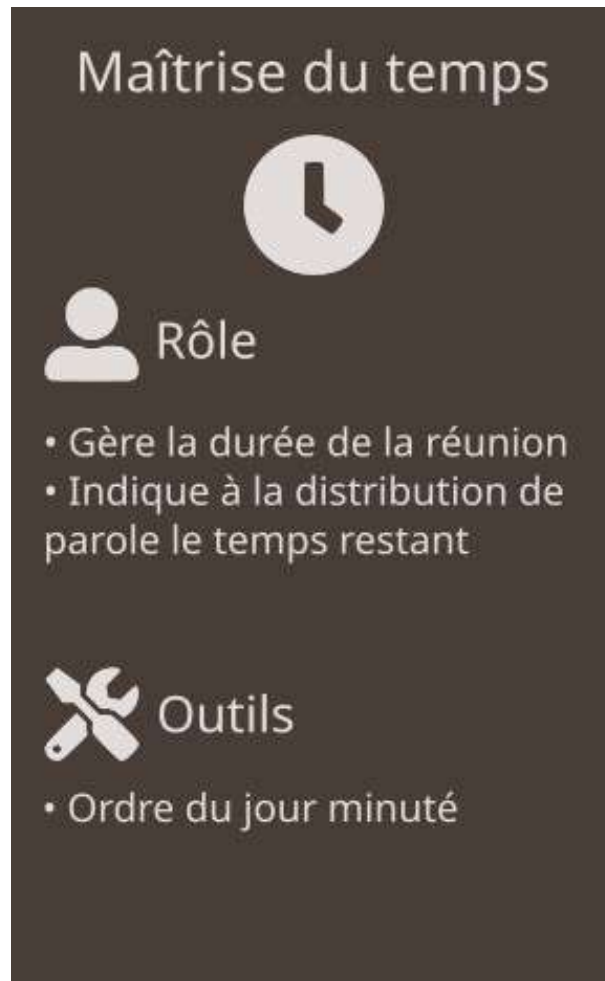 Maîtrise du temps
Rôle
• Gère la durée de la réunion
• Indique à la distribution de
parole le temps restant
Outils
• Ordre du jour minuté